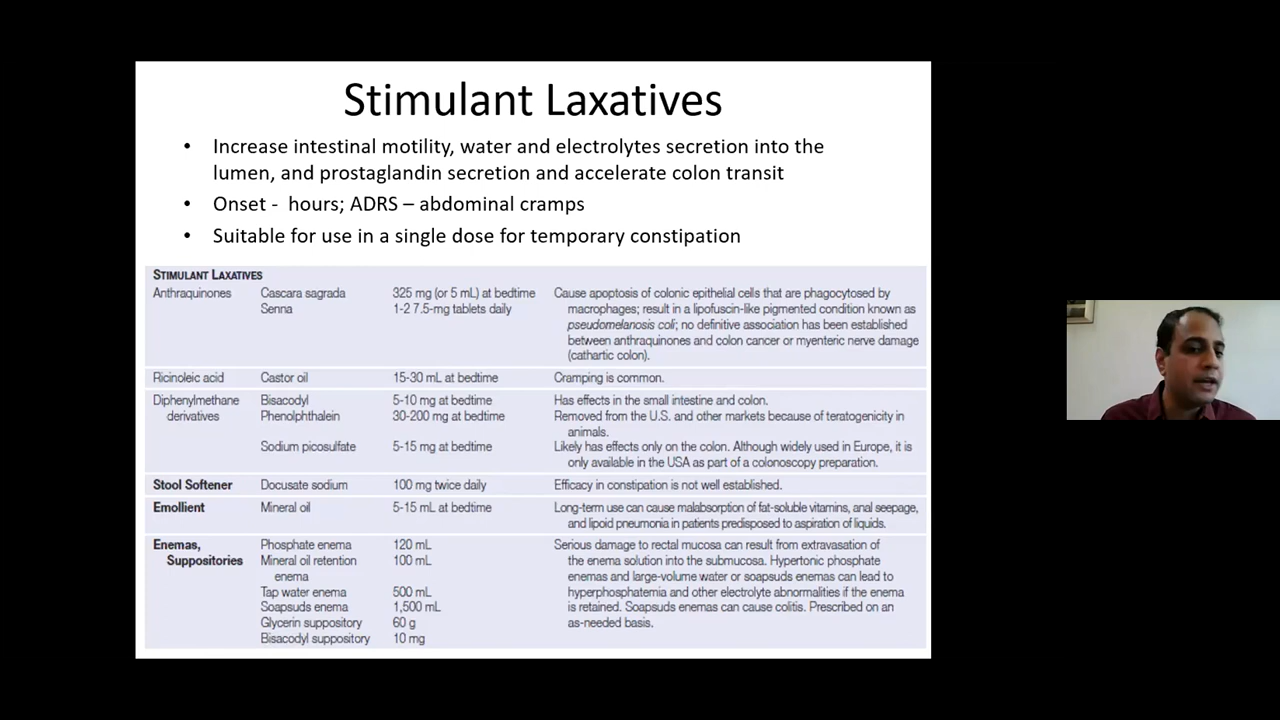 Stimulant Laxatives
• Increase intestinal motility, water and electrolytes secretion into the
lumen, and prostaglandin secretion and accelerate colon transit
• Onset - hours; ADRS – abdominal cramps
• Suitable for use in a single dose for temporary constipation
STIMULANT LAXATIVES
Anthraquinones Cascara sagrada 325 mg (or 5 mL) at bedtime Cause apoptosis of colonic epithelial cells that are phagocytosed by
Senna 1-2 7.5-mg tablets daily macrophages; result in a lipofuscin-like pigmented condition known as
pseudomelanosis coli; no definitive association has been established
between anthraquinones and colon cancer or myenteric nerve damage
(cathartic colon).
Ricinoleic acid Castor oil 15-30 mL at bedtime Cramping is common.
Diphenylmethane Bisacodyl 5-10 mg at bedtime Has effects in the small intestine and colon.
derivatives Phenolphthalein 30-200 mg at bedtime Removed from the U.S. and other markets because of teratogenicity in
animals.
Sodium picosulfate 5-15 mg at bedtime Likely has effects only on the colon. Although widely used in Europe, it is
only available in the USA as part of a colonoscopy preparation.
Stool Softener Docusate sodium 100 mg twice daily Efficacy in constipation is not well established.
Emollient Mineral oil 5-15 mL at bedtime Long-term use can cause malabsorption of fat-soluble vitamins, anal seepage,
and lipoid pneumonia in patients predisposed to aspiration of liquids.
Enemas, Phosphate enema 120 mL Serious damage to rectal mucosa can result from extravasation of
Suppositories Mineral oil retention 100 mL the enema solution into the submucosa. Hypertonic phosphate
enema enemas and large-volume water or soapsuds enemas can lead to
Tap water enema 500 mL hyperphosphatemia and other electrolyte abnormalities if the enema
Soapsuds enema 1,500 mL is retained. Soapsuds enemas can cause colitis. Prescribed on an
Glycerin suppository 60 g as-needed basis.
Bisacodyl suppository 10 mg